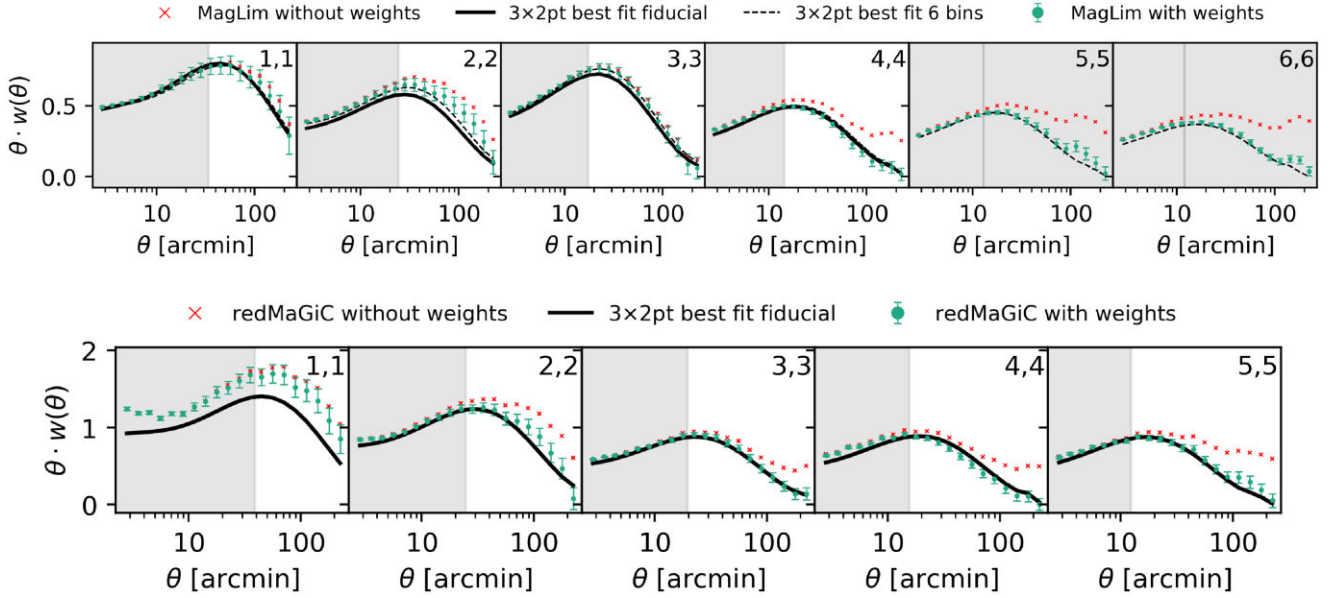 MagLim without weights 3×2pt best fit fiducial 3×2pt best fit 6 bins MagLim with weights
1,1 2,2 3,3 4,4 5,5 6,6
θ · w(θ)
0.5
0.0
10 100 10 100 10 100 10 100 10 100 10 100
θ [arcmin] θ [arcmin] θ [arcmin] θ [arcmin] θ [arcmin] θ [arcmin]
redMaGiC without weights 3×2pt best fit fiducial redMaGiC with weights
2
1,1 2,2 3,3 4,4 5,5
θ · w(θ)
1
0
10 100 10 100 10 100 10 100 10 100
θ [arcmin] θ [arcmin] θ [arcmin] θ [arcmin] θ [arcmin]